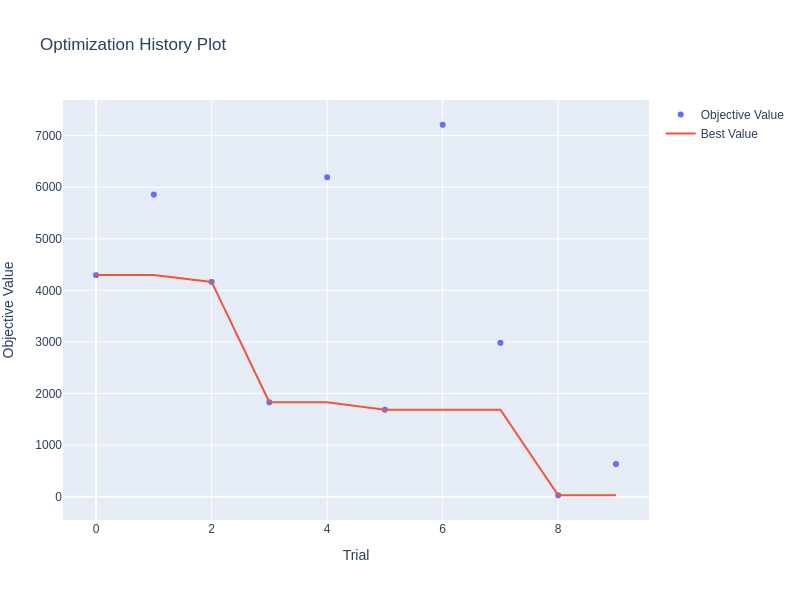 Optimization History Plot
Objective Value
Best Value
7000
6000
5000
4000
3000
2000
1000
0
Objective Value
0 2 4 6 8
Trial